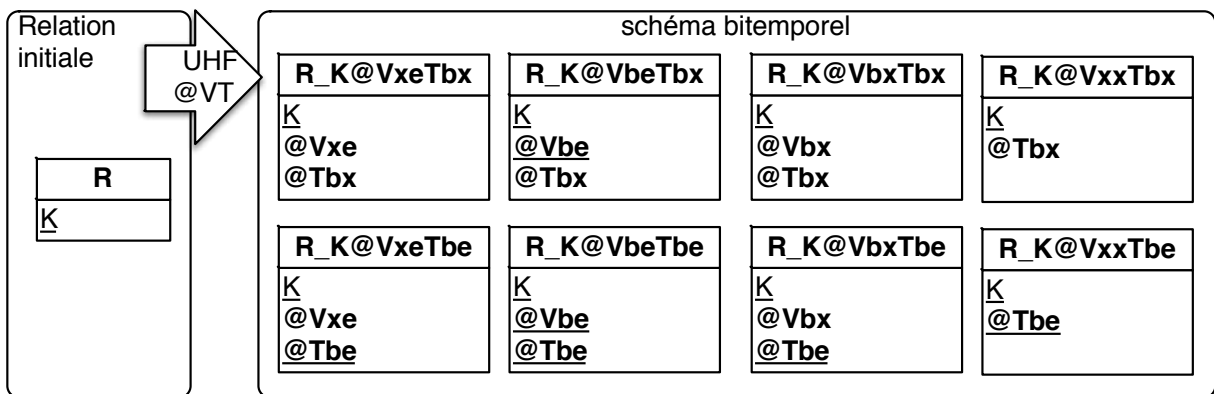 Relation
initiale
UHF
@VT
R
K
schéma bitemporel
R_K@VxeTbx
K
@Vxe
@Tbx
R_K@VbeTbx
K
@Vbe
@Tbx
R_K@VbxTbx
K
@Vbx
@Tbx
R_K@VxxTbx
K
@Tbx
R_K@VxeTbe
K
@Vxe
@Tbe
R_K@VbeTbe
K
@Vbe
@Tbe
R_K@VbxTbe
K
@Vbx
@Tbe
R_K@VxxTbe
K
@Tbe